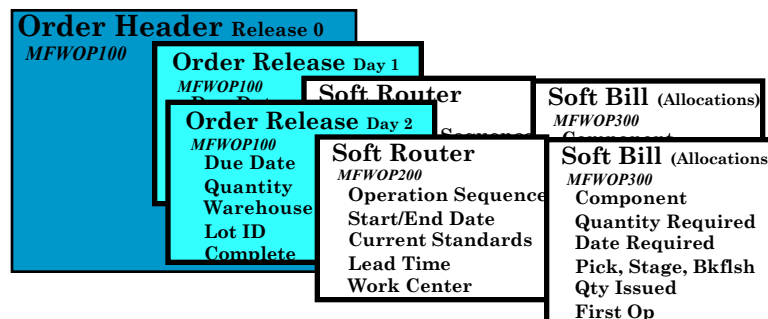 Order Header Release 0
MFWOP100
Order Release Day 1
MFWOP100
Soft Router
Soft Bill (Allocations)
MFWOP300
Order Release Day 2
MFWOP100
Due Date
Quantity
Warehouse
Lot ID
Complete
Soft Router
MFWOP200
Operation Sequence
Start/End Date
Current Standards
Lead Time
Work Center
Soft Bill (Allocations
MFWOP300
Component
Quantity Required
Date Required
Pick, Stage, Bkflsh
Qty Issued
First Op